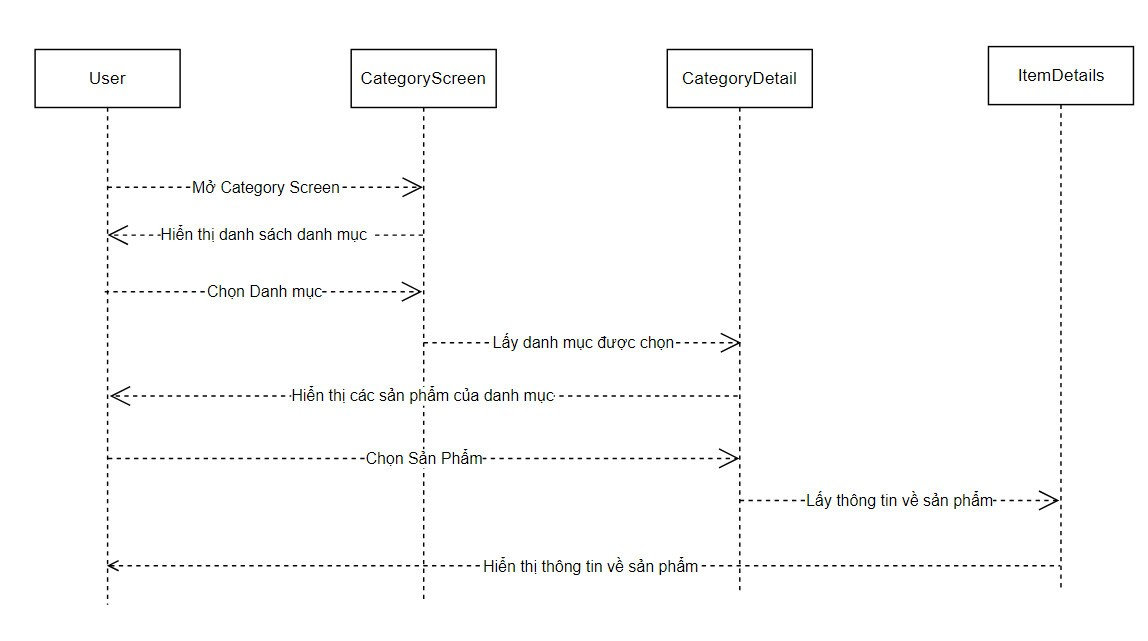 User
CategoryScreen
CategoryDetail
ItemDetails
Mở Category Screen
Hiển thị danh sách danh mục
Chọn Danh mục
Lấy danh mục được chọn
Hiển thị các sản phẩm của danh mục
Chọn Sản Phẩm
Lấy thông tin về sản phẩm
Hiển thị thông tin về sản phẩm